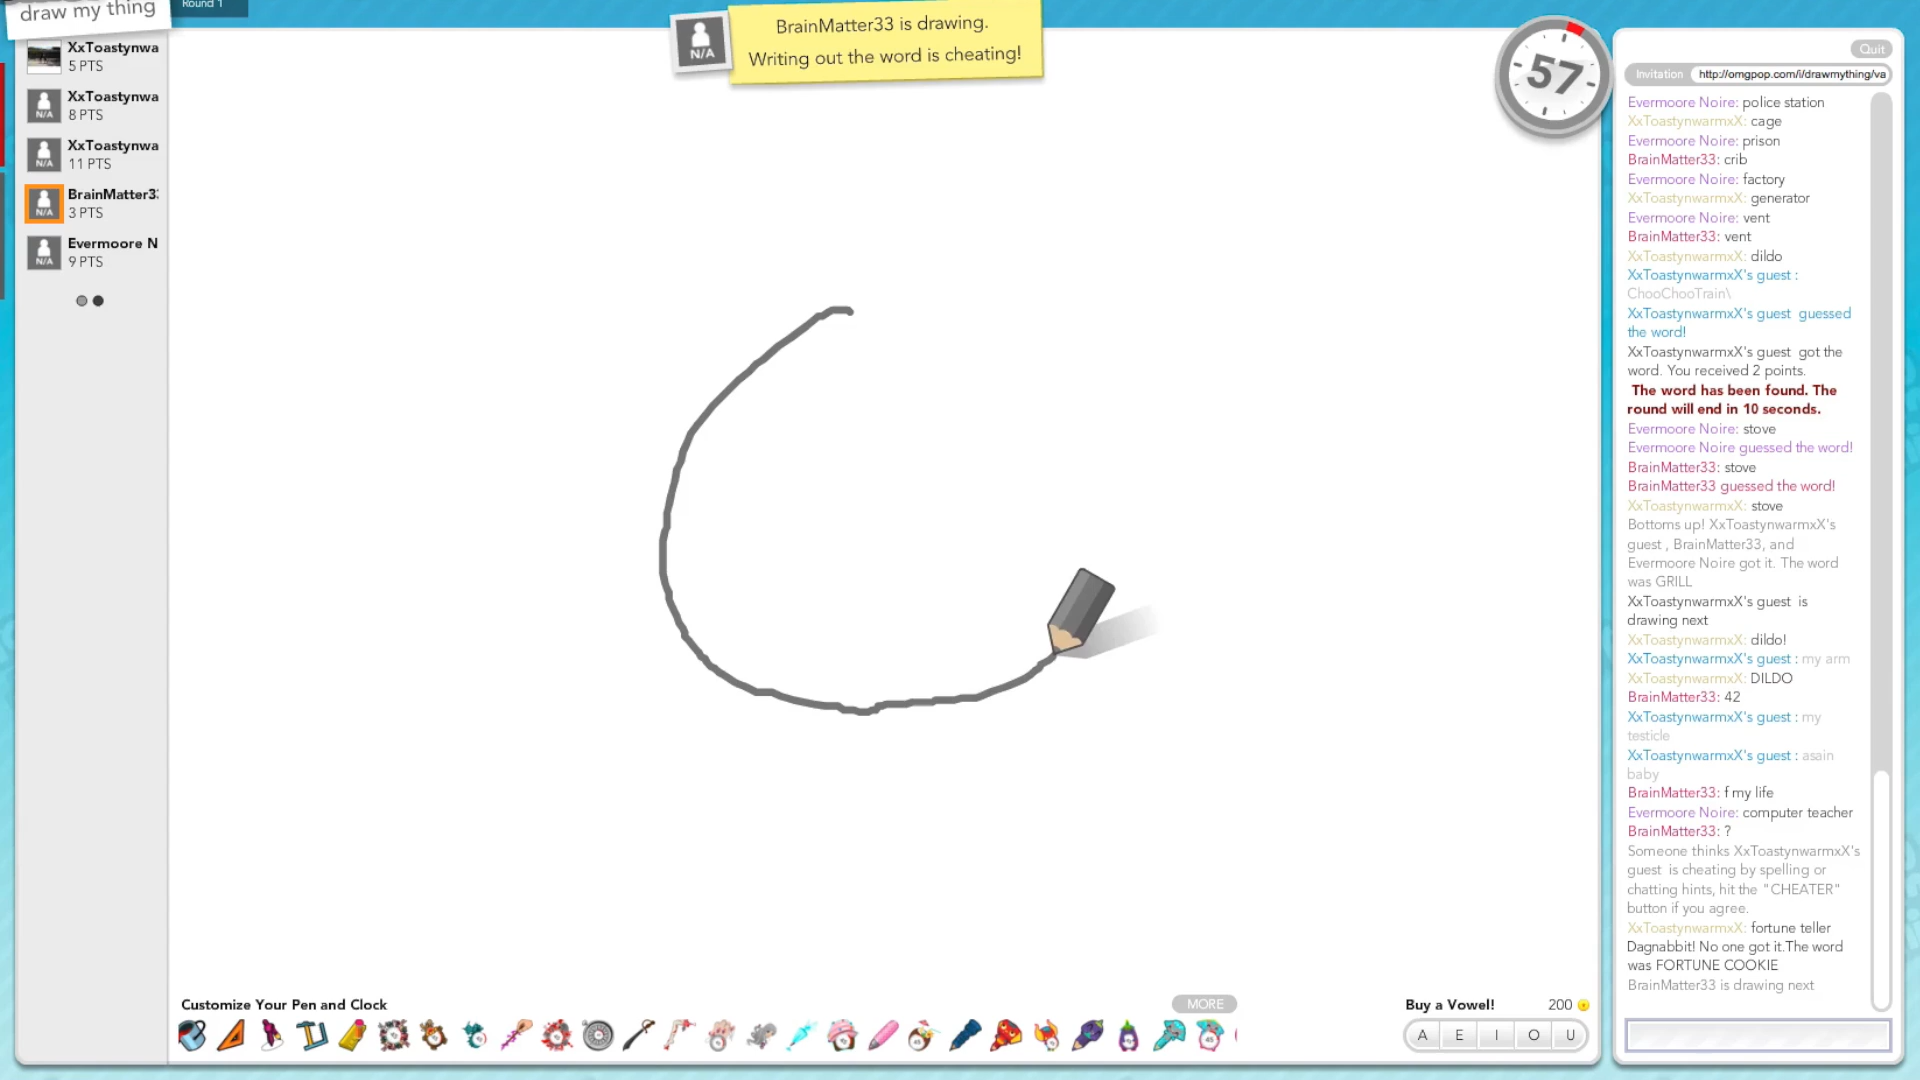 draw my thing
Round 1
XxToastynwa
5 PTS
N/A
XxToastynwa
8 PTS
N/A
XxToastynwa
11 PTS
N/A
BrainMatter3
3 PTS
N/A
Evermoore N
9 PTS
N/A
BrainMatter33 is drawing.
Writing out the word is cheating!
57
Quit
Invitation http://omgpop.com/i/drawmything/va
Evermoore Noire: police station
XxToastynwarmxX: cage
Evermoore Noire: prison
BrainMatter33: crib
Evermoore Noire: factory
XxToastynwarmxX: generator
Evermoore Noire: vent
BrainMatter33: vent
XxToastynwarmxX: dildo
XxToastynwarmxX's guest :
ChooChooTrain\
XxToastynwarmxX's guest guessed
the word!
XxToastynwarmxX's guest got the
word. You received 2 points.
The word has been found. The
round will end in 10 seconds.
Evermoore Noire: stove
Evermoore Noire guessed the word!
BrainMatter33: stove
BrainMatter33 guessed the word!
XxToastynwarmxX: stove
Bottoms up! XxToastynwarmxX's
guest , BrainMatter33, and
Evermoore Noire got it. The word
was GRILL
XxToastynwarmxX's guest is
drawing next
XxToastynwarmxX: dildo!
XxToastynwarmxX's guest : my arm
XxToastynwarmxX: DILDO
BrainMatter33: 42
XxToastynwarmxX's guest : my
testicle
XxToastynwarmxX's guest : asain
baby
BrainMatter33: f my life
Evermoore Noire: computer teacher
BrainMatter33: ?
Someone thinks XxToastynwarmxX's
guest is cheating by spelling or
chatting hints, hit the "CHEATER"
button if you agree.
XxToastynwarmxX: fortune teller
Dagnabbit! No one got it.The word
was FORTUNE COOKIE
BrainMatter33 is drawing next
Customize Your Pen and Clock
MORE
Buy a Vowel! 200
A E I O U